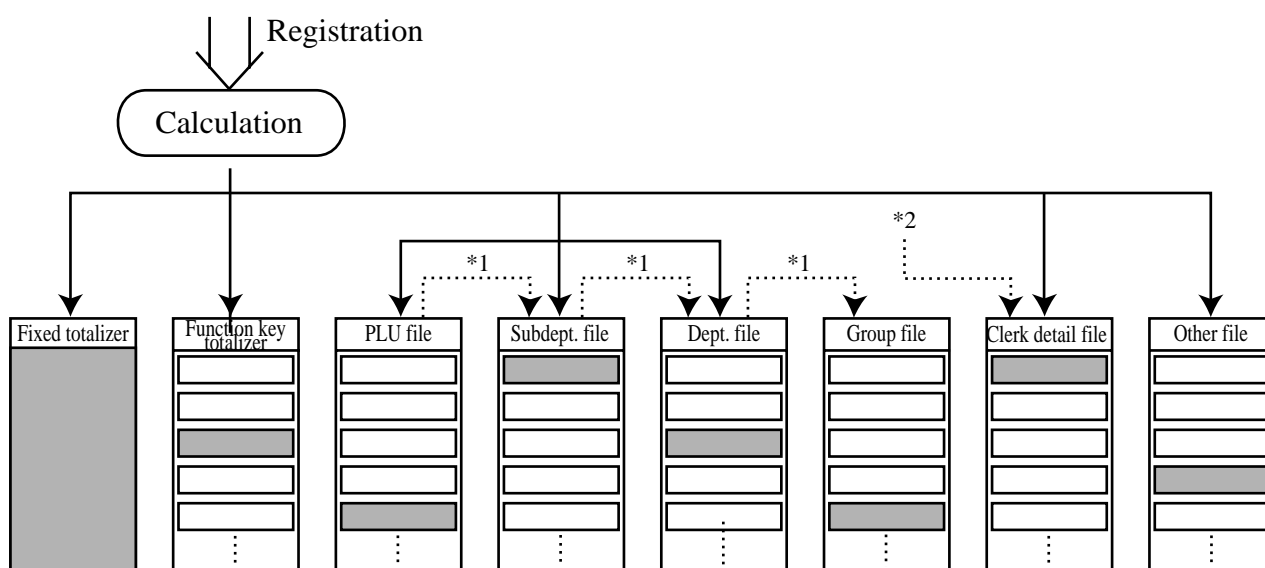 Registration
Calculation
*2
*1
*1
*1
Fixed totalizer
Function key
totalizer
PLU file
Subdept. file
Dept. file
Group file
Clerk detail file
Other file